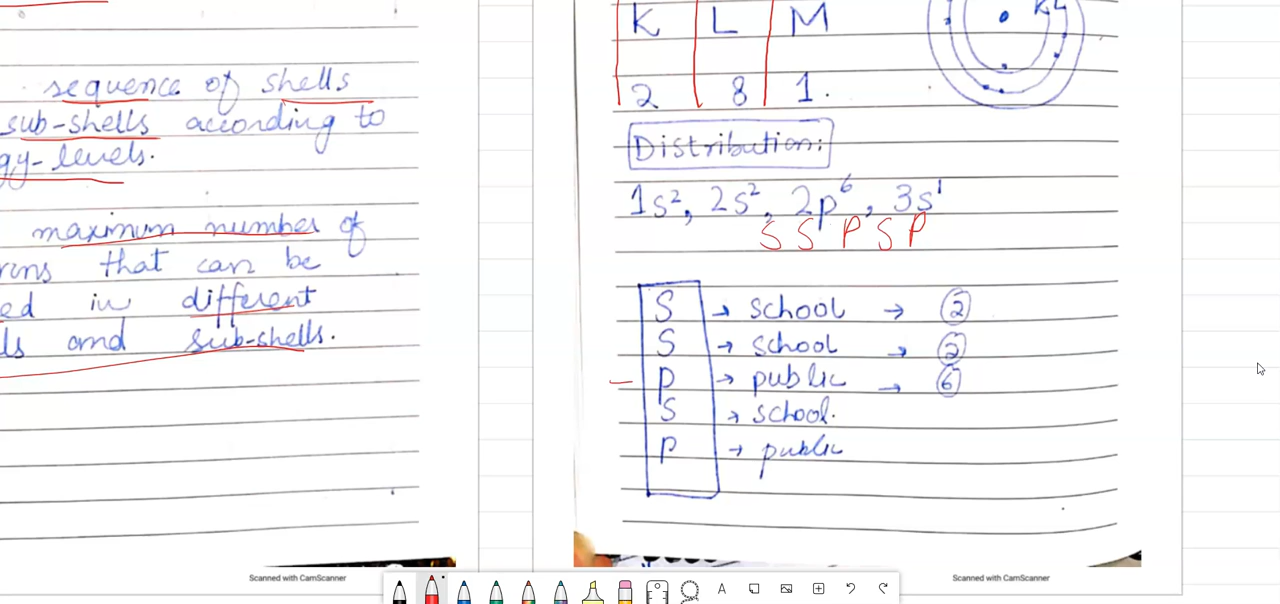 sequence of shells
sub-shells according to
gy-levels.
maximum number of
rons that can be
ed in different
ls and sub-shells.
Scanned with CamScanner
K L M
K L
2 8 1.
Distribution:
1s², 2s², 2p⁶, 3s¹
S S P S P
S → school → 2
S → school → 2
P → public → 6
S → school.
P → public
Scanned with CamScanner
A